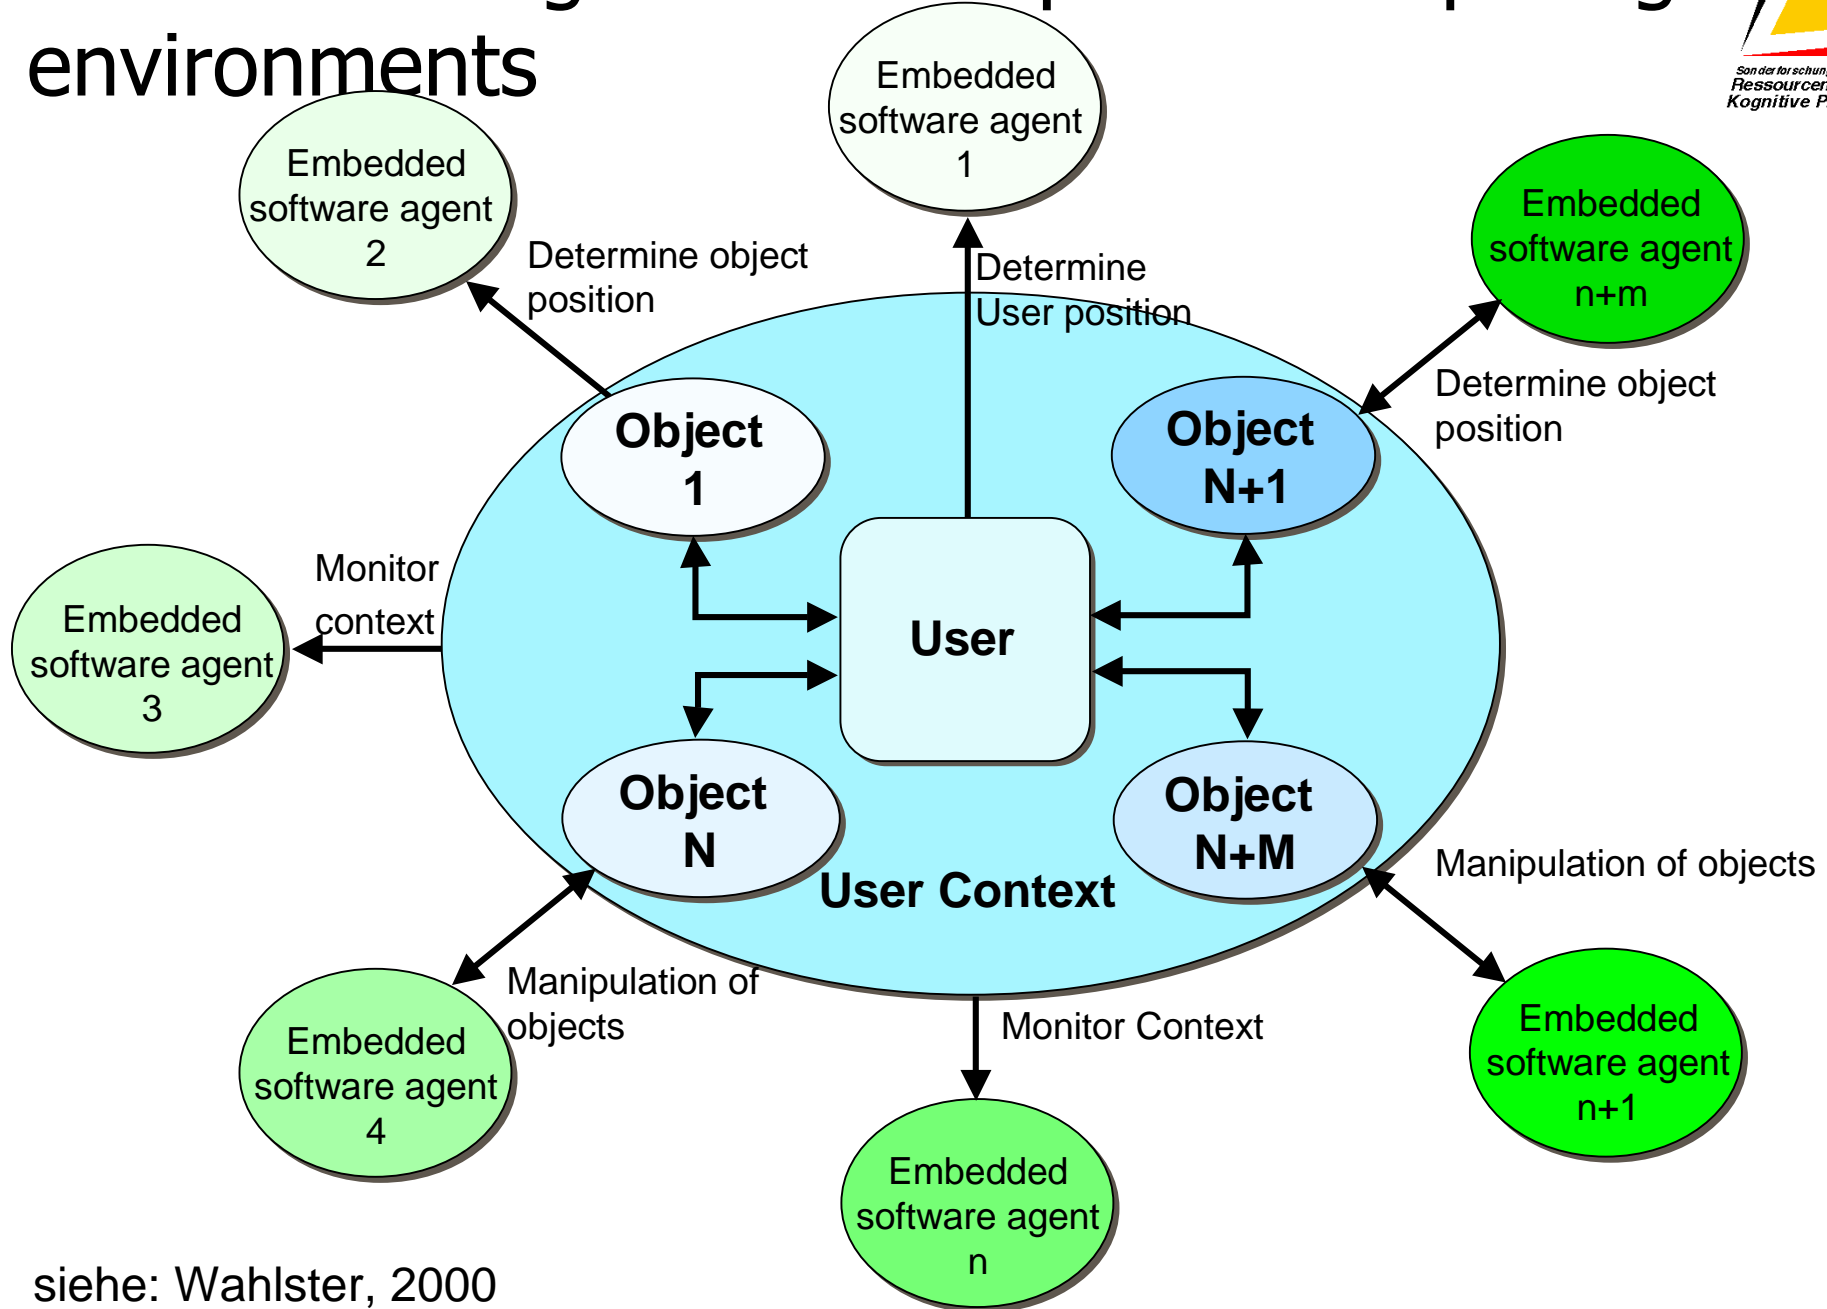 environments
Sonderforschun
Ressourcen
Kognitive P
Embedded
software agent
1
Embedded
software agent
2
Embedded
software agent
n+m
Determine object
position
Determine
User position
Determine object
position
Object
1
Object
N+1
Monitor
context
Embedded
software agent
3
User
Object
N
Object
N+M
User Context
Manipulation of objects
Manipulation of
objects
Monitor Context
Embedded
software agent
4
Embedded
software agent
n+1
Embedded
software agent
n
siehe: Wahlster, 2000